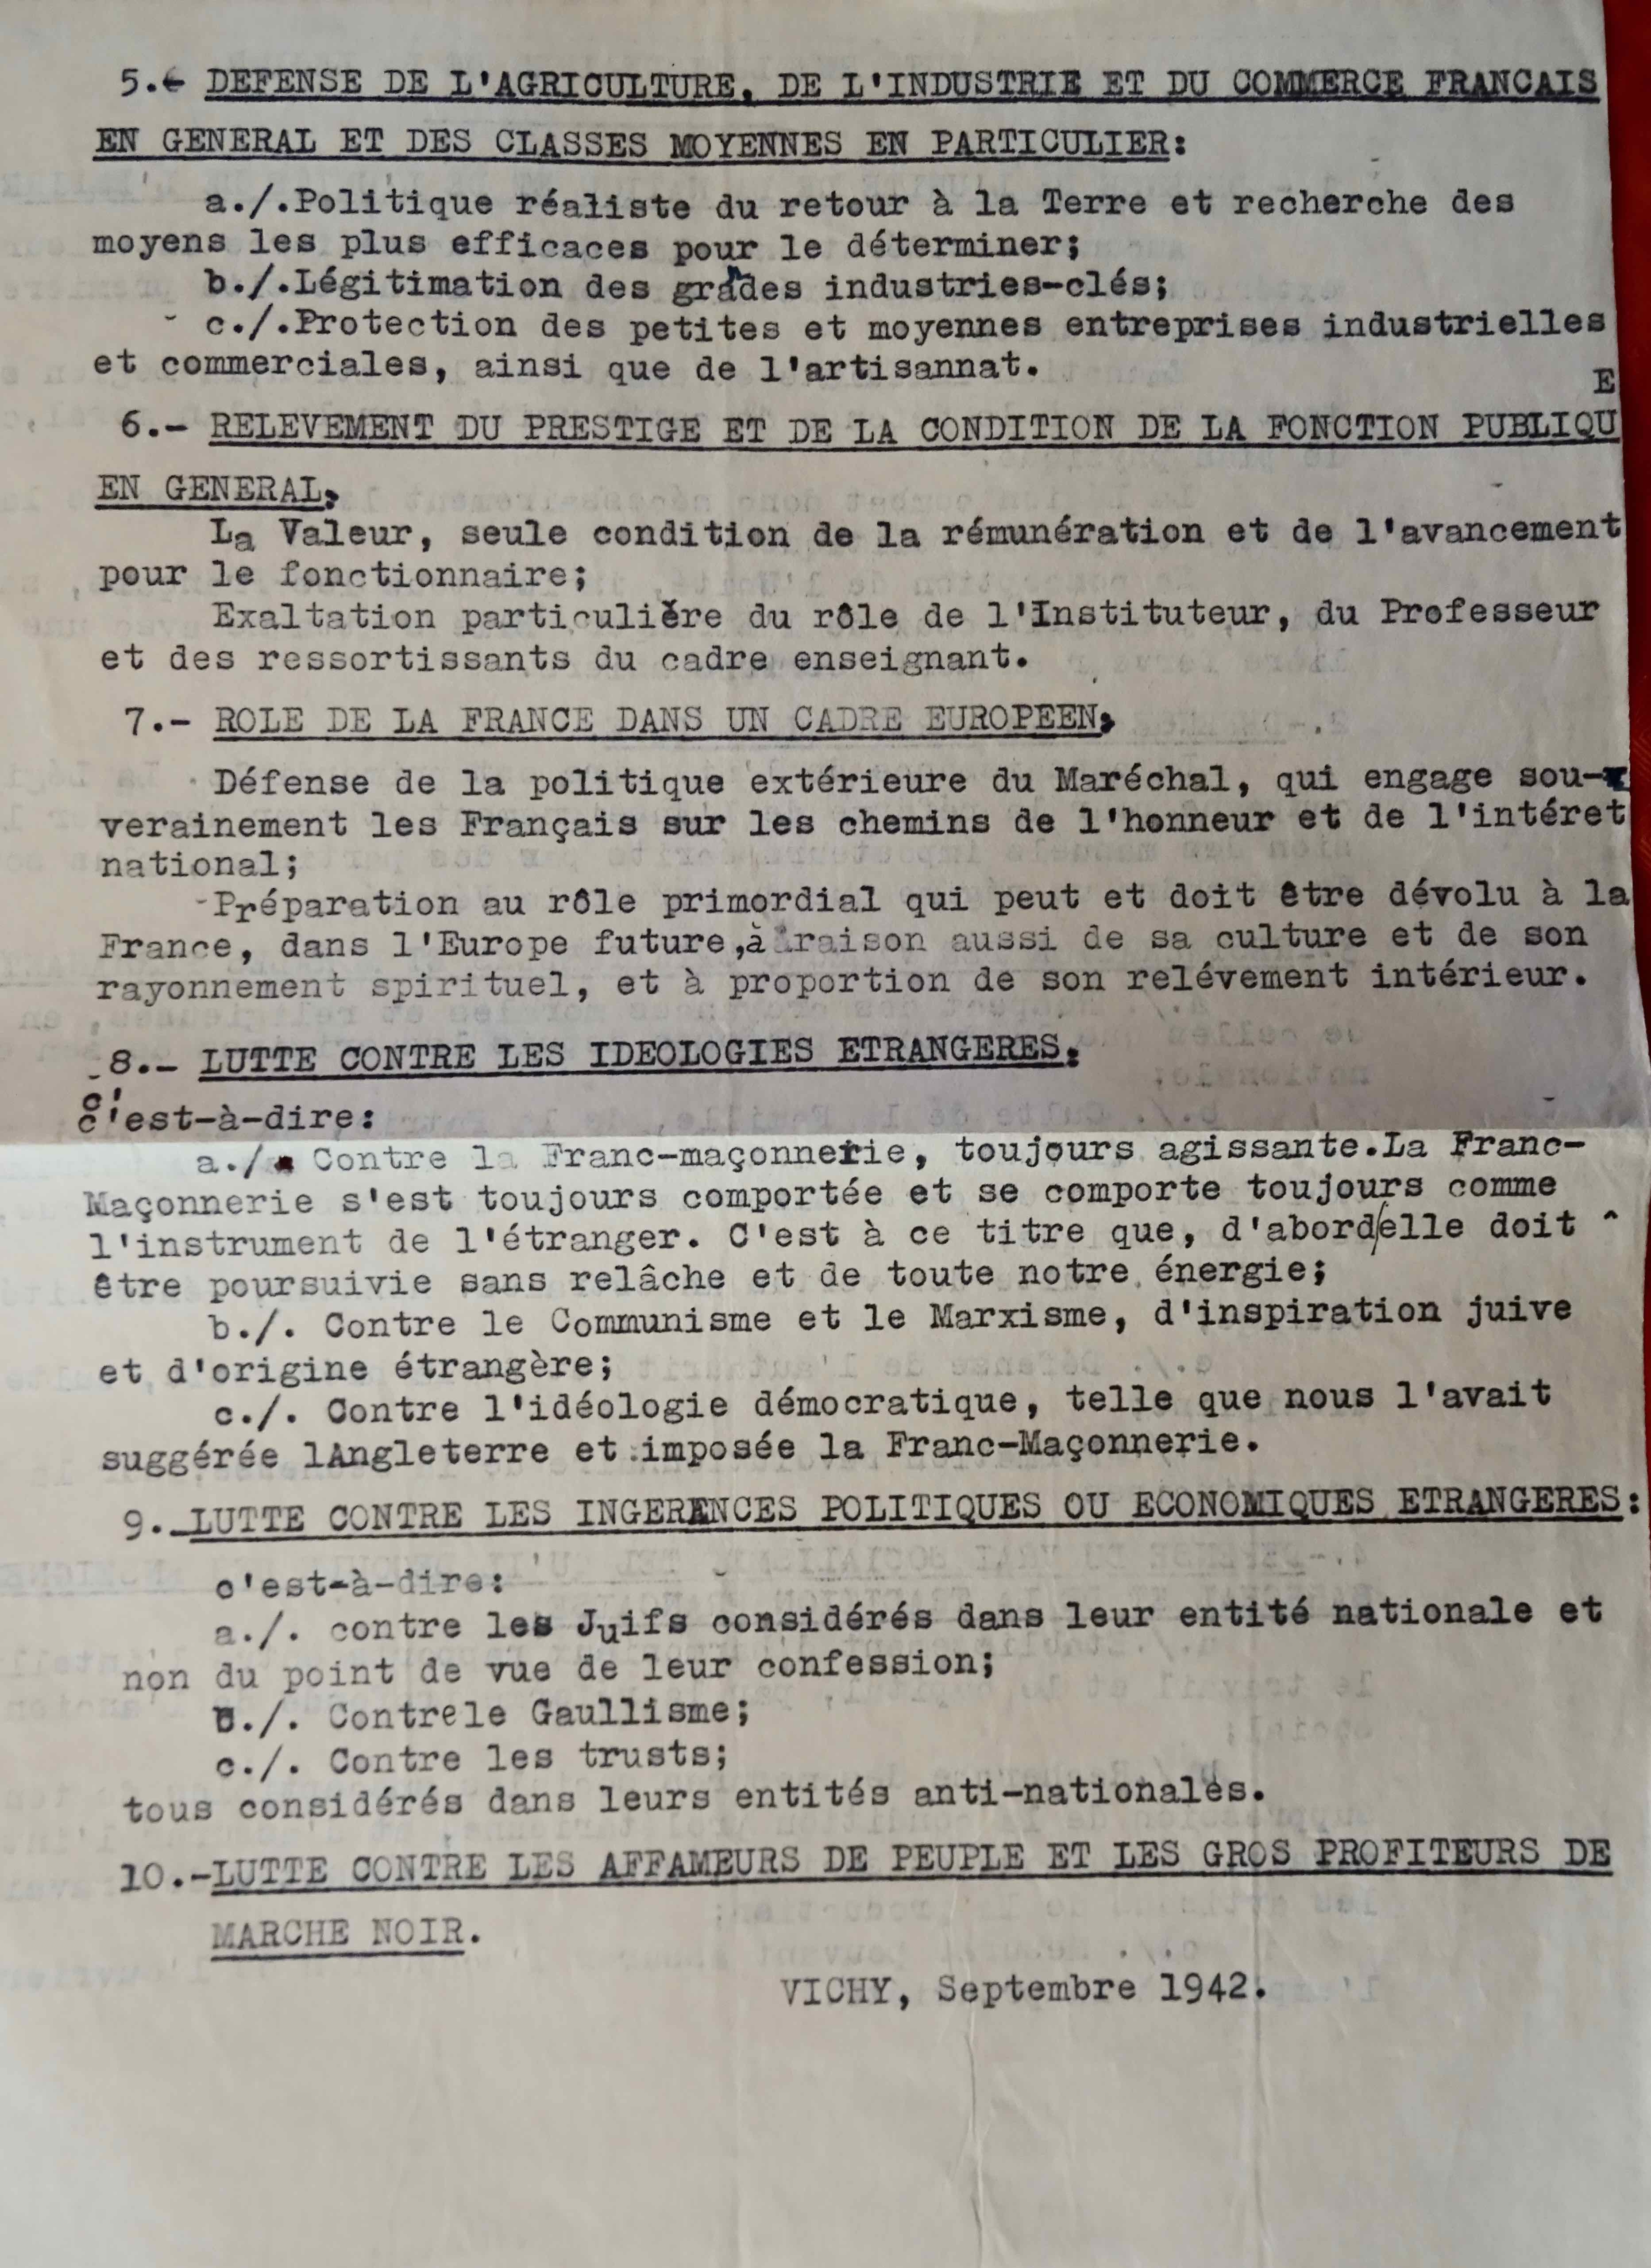 5.- DEFENSE DE L'AGRICULTURE, DE L'INDUSTRIE ET DU COMMERCE FRANCAIS
EN GENERAL ET DES CLASSES MOYENNES EN PARTICULIER:
a./.Politique réaliste du retour à la Terre et recherche des
moyens les plus efficaces pour le déterminer;
b./.Légitimation des grandes industries-clés;
c./.Protection des petites et moyennes entreprises industrielles
et commerciales, ainsi que de l'artisannat.
6.- RELEVEMENT DU PRESTIGE ET DE LA CONDITION DE LA FONCTION PUBLIQUE
EN GENERAL.
La Valeur, seule condition de la rémunération et de l'avancement
pour le fonctionnaire;
Exaltation particulière du rôle de l'Instituteur, du Professeur
et des ressortissants du cadre enseignant.
7.- ROLE DE LA FRANCE DANS UN CADRE EUROPEEN.
Défense de la politique extérieure du Maréchal, qui engage sou-
verainement les Français sur les chemins de l'honneur et de l'intéret
national;
-Préparation au rôle primordial qui peut et doit être dévolu à la
France, dans l'Europe future,à raison aussi de sa culture et de son
rayonnement spirituel, et à proportion de son relévement intérieur.
8.- LUTTE CONTRE LES IDEOLOGIES ETRANGERES.
c'est-à-dire:
a./. Contre la Franc-maçonnerie, toujours agissante.La Franc-
Maçonnerie s'est toujours comportée et se comporte toujours comme
l'instrument de l'étranger. C'est à ce titre que, d'abord/elle doit
être poursuivie sans relâche et de toute notre énergie;
b./. Contre le Communisme et le Marxisme, d'inspiration juive
et d'origine étrangère;
c./. Contre l'idéologie démocratique, telle que nous l'avait
suggérée lAngleterre et imposée la Franc-Maçonnerie.
9.-LUTTE CONTRE LES INGERENCES POLITIQUES OU ECONOMIQUES ETRANGERES:
c'est-à-dire:
a./. contre les Juifs considérés dans leur entité nationale et
non du point de vue de leur confession;
b./. Contrele Gaullisme;
c./. Contre les trusts;
tous considérés dans leurs entités anti-nationales.
10.-LUTTE CONTRE LES AFFAMEURS DE PEUPLE ET LES GROS PROFITEURS DE
MARCHE NOIR.
VICHY, Septembre 1942.